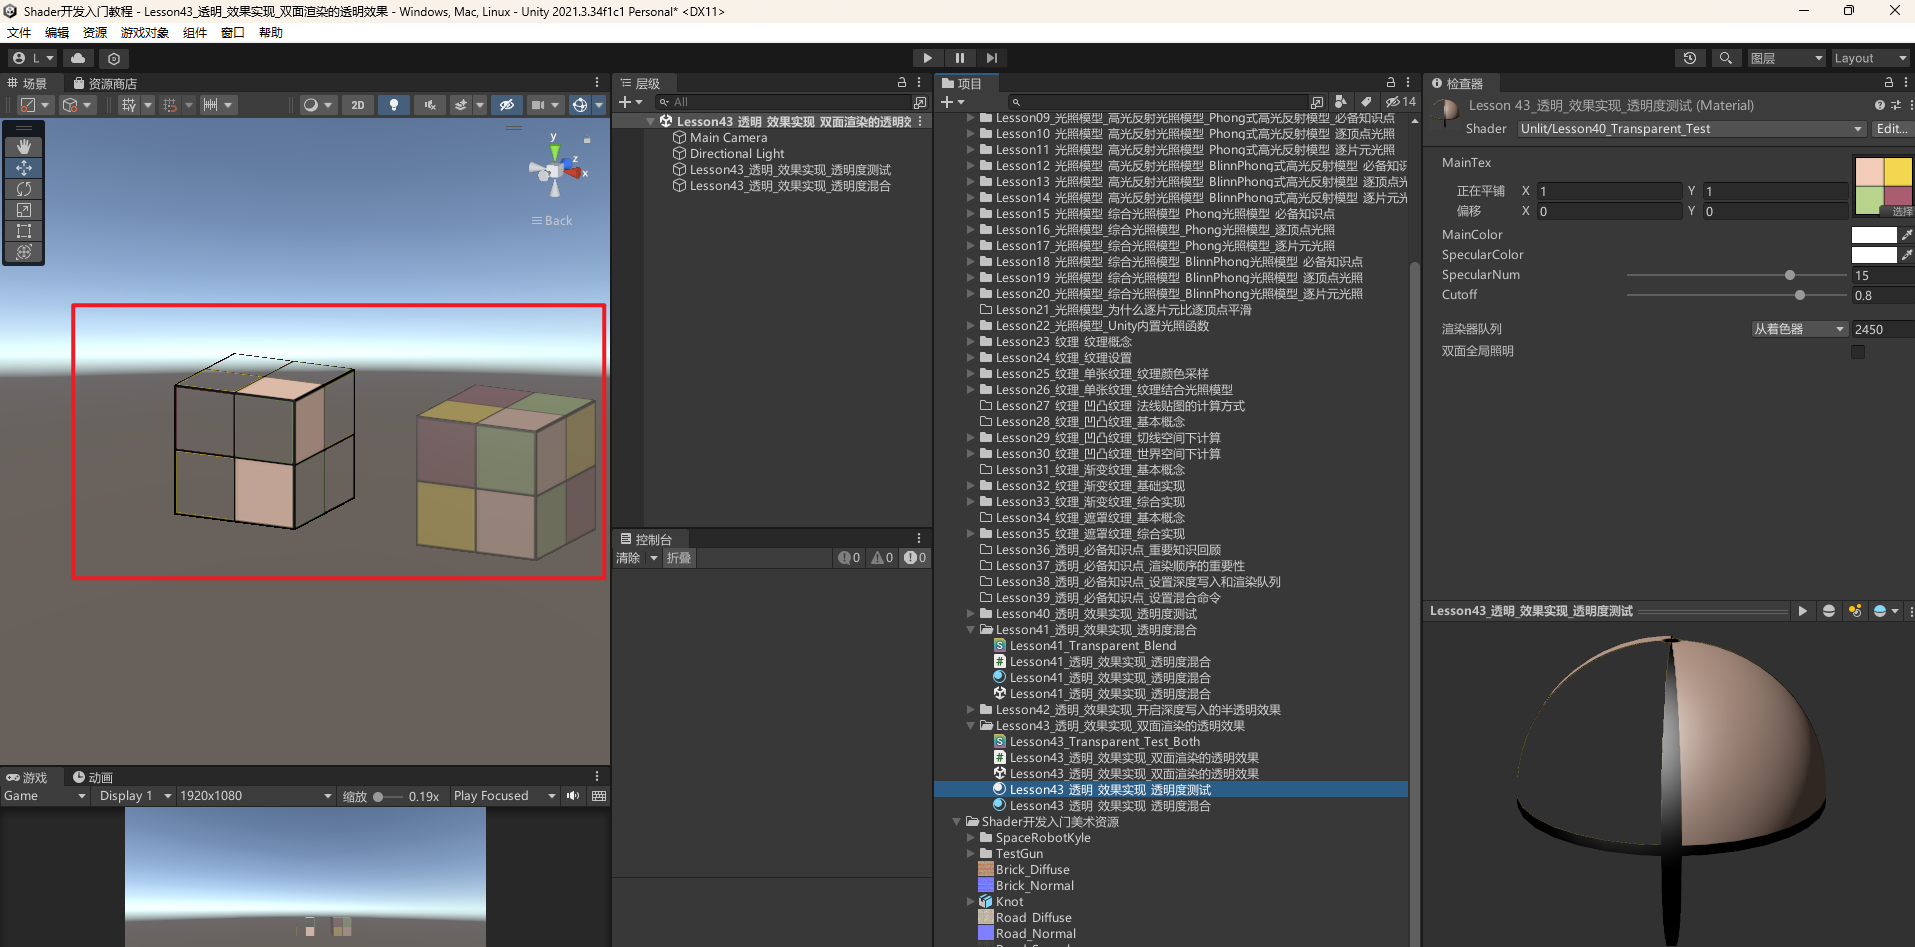 Shader开发入门教程 - Lesson43_透明_效果实现_双面渲染的透明效果 - Windows, Mac, Linux - Unity 2021.3.34f1c1 Personal* <DX11>
文件 编辑 资源 游戏对象 组件 窗口 帮助
L
图层
Layout
场景
资源商店
2D
y
z
x
Back
层级
All
Lesson43_透明_效果实现_双面渲染的透明
Main Camera
Directional Light
Lesson43_透明_效果实现_透明度测试
Lesson43_透明_效果实现_透明度混合
控制台
清除
折叠
0
0
0
项目
14
Lesson09_光照模型_高光反射光照模型_Phong式高光反射模型_必备知识点
Lesson10_光照模型_高光反射光照模型_Phong式高光反射模型_逐顶点光照
Lesson11_光照模型_高光反射光照模型_Phong式高光反射模型_逐片元光照
Lesson12_光照模型_高光反射光照模型_BlinnPhong式高光反射模型_必备知识
Lesson13_光照模型_高光反射光照模型_BlinnPhong式高光反射模型_逐顶点光
Lesson14_光照模型_高光反射光照模型_BlinnPhong式高光反射模型_逐片元光
Lesson15_光照模型_综合光照模型_Phong光照模型_必备知识点
Lesson16_光照模型_综合光照模型_Phong光照模型_逐顶点光照
Lesson17_光照模型_综合光照模型_Phong光照模型_逐片元光照
Lesson18_光照模型_综合光照模型_BlinnPhong光照模型_必备知识点
Lesson19_光照模型_综合光照模型_BlinnPhong光照模型_逐顶点光照
Lesson20_光照模型_综合光照模型_BlinnPhong光照模型_逐片元光照
Lesson21_光照模型_为什么逐片元比逐顶点平滑
Lesson22_光照模型_Unity内置光照函数
Lesson23_纹理_纹理概念
Lesson24_纹理_纹理设置
Lesson25_纹理_单张纹理_纹理颜色采样
Lesson26_纹理_单张纹理_纹理结合光照模型
Lesson27_纹理_凹凸纹理_法线贴图的计算方式
Lesson28_纹理_凹凸纹理_基本概念
Lesson29_纹理_凹凸纹理_切线空间下计算
Lesson30_纹理_凹凸纹理_世界空间下计算
Lesson31_纹理_渐变纹理_基本概念
Lesson32_纹理_渐变纹理_基础实现
Lesson33_纹理_渐变纹理_综合实现
Lesson34_纹理_遮罩纹理_基本概念
Lesson35_纹理_遮罩纹理_综合实现
Lesson36_透明_必备知识点_重要知识回顾
Lesson37_透明_必备知识点_渲染顺序的重要性
Lesson38_透明_必备知识点_设置深度写入和渲染队列
Lesson39_透明_必备知识点_设置混合命令
Lesson40_透明_效果实现_透明度测试
Lesson41_透明_效果实现_透明度混合
Lesson41_Transparent_Blend
Lesson41_透明_效果实现_透明度混合
Lesson41_透明_效果实现_透明度混合
Lesson41_透明_效果实现_透明度混合
Lesson42_透明_效果实现_开启深度写入的半透明效果
Lesson43_透明_效果实现_双面渲染的透明效果
Lesson43_Transparent_Test_Both
Lesson43_透明_效果实现_双面渲染的透明效果
Lesson43_透明_效果实现_双面渲染的透明效果
Lesson43_透明_效果实现_透明度测试
Lesson43_透明_效果实现_透明度混合
Shader开发入门美术资源
SpaceRobotKyle
TestGun
Brick_Diffuse
Brick_Normal
Knot
Road_Diffuse
Road_Normal
检查器
Lesson 43_透明_效果实现_透明度测试 (Material)
Shader
Unlit/Lesson40_Transparent_Test
Edit...
MainTex
正在平铺 X 1 Y 1
偏移 X 0 Y 0
选择
MainColor
SpecularColor
SpecularNum 15
Cutoff 0.8
渲染器队列 从着色器 2450
双面全局照明
Lesson43_透明_效果实现_透明度测试
游戏
动画
Game
Display 1
1920x1080
缩放 0.19x
Play Focused